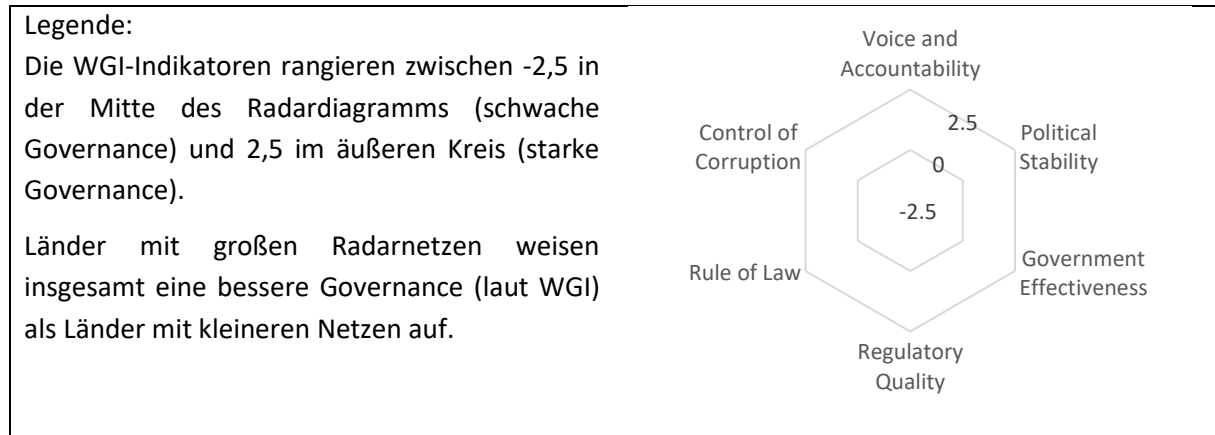 Legende:
Die WGI-Indikatoren rangieren zwischen -2,5 in
der Mitte des Radardiagramms (schwache
Governance) und 2,5 im äußeren Kreis (starke
Governance).
Länder mit großen Radarnetzen weisen
insgesamt eine bessere Governance (laut WGI)
als Länder mit kleineren Netzen auf.
Voice and
Accountability
2.5
Political
Stability
0
-2.5
Government
Effectiveness
Regulatory
Quality
Rule of Law
Control of
Corruption